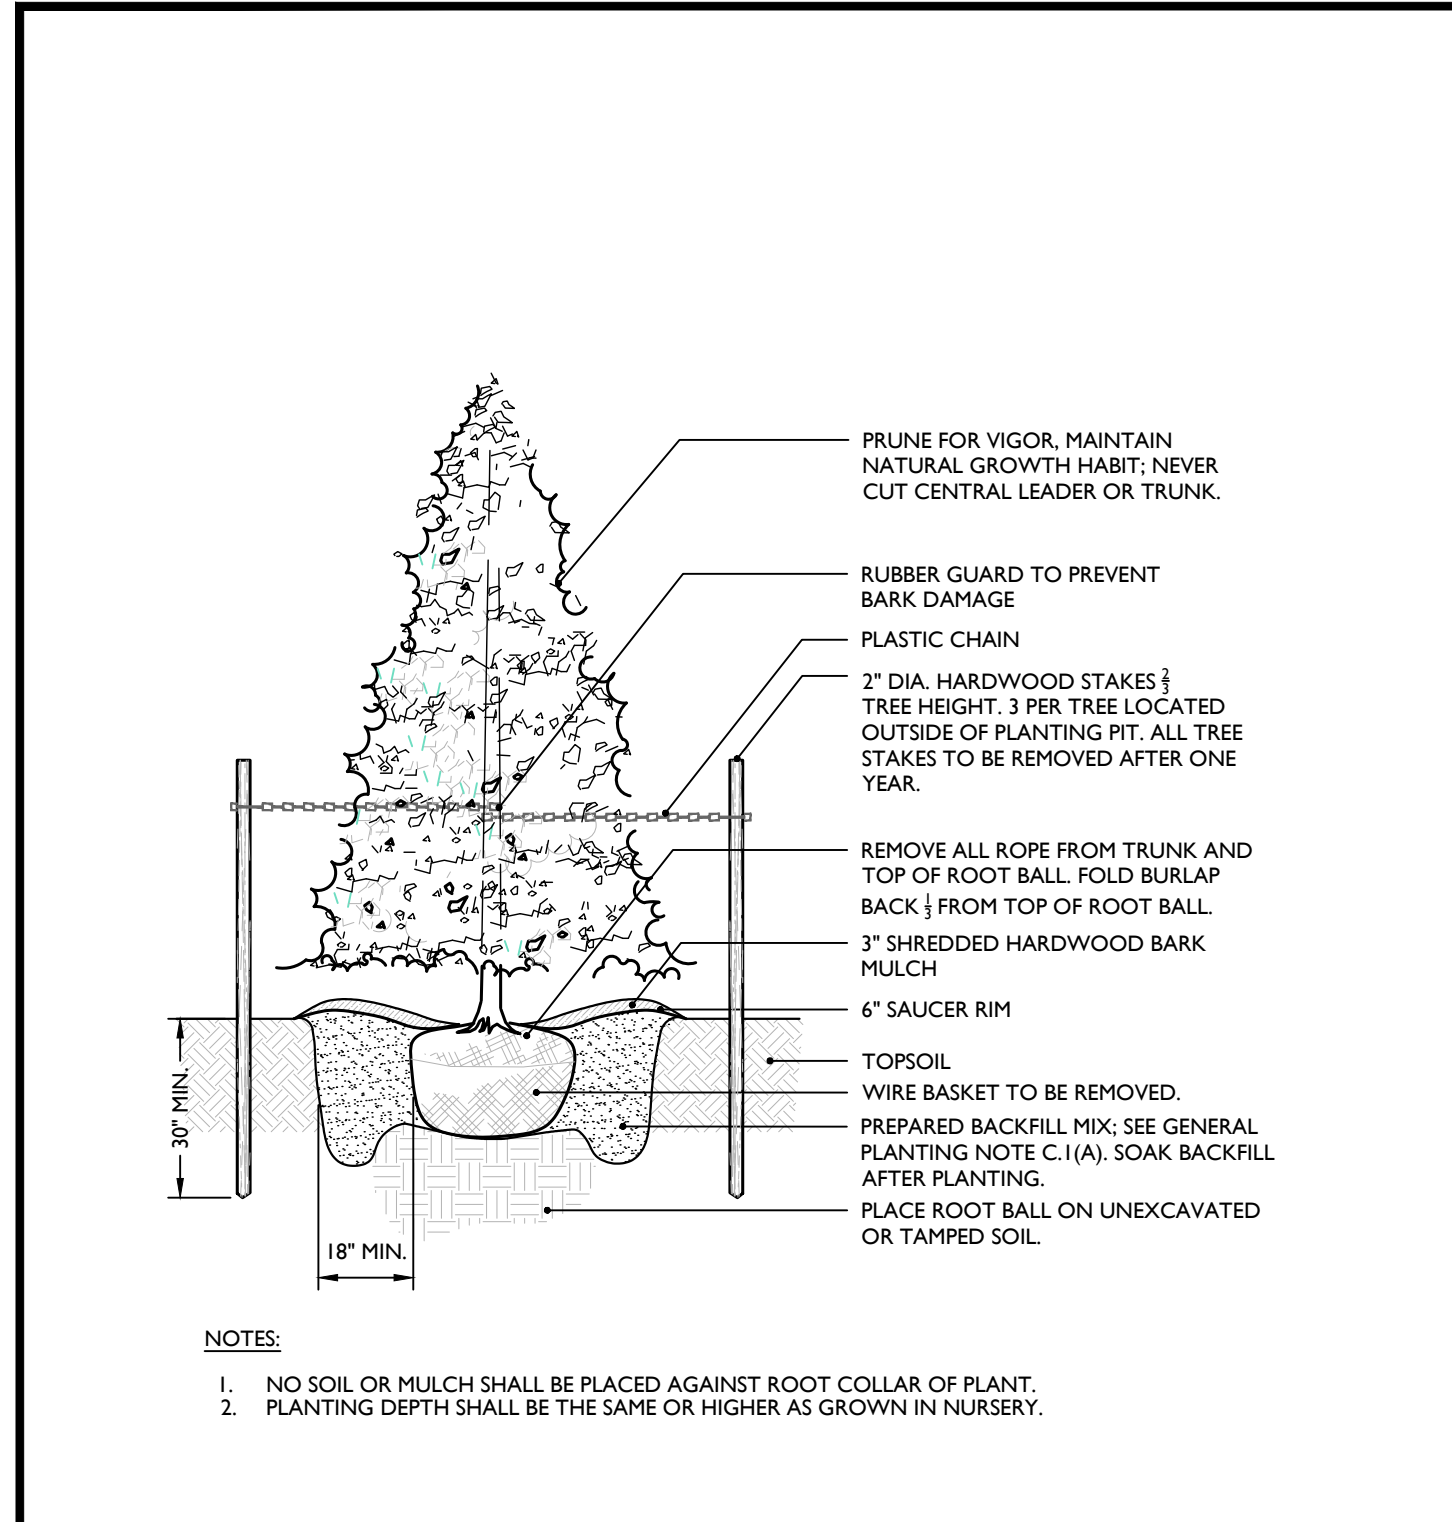 PRUNE FOR VIGOR, MAINTAIN
NATURAL GROWTH HABIT; NEVER
CUT CENTRAL LEADER OR TRUNK.
RUBBER GUARD TO PREVENT
BARK DAMAGE
PLASTIC CHAIN
2" DIA. HARDWOOD STAKES 2/3
TREE HEIGHT. 3 PER TREE LOCATED
OUTSIDE OF PLANTING PIT. ALL TREE
STAKES TO BE REMOVED AFTER ONE
YEAR.
REMOVE ALL ROPE FROM TRUNK AND
TOP OF ROOT BALL. FOLD BURLAP
BACK 1/3 FROM TOP OF ROOT BALL.
3" SHREDDED HARDWOOD BARK
MULCH
6" SAUCER RIM
TOPSOIL
WIRE BASKET TO BE REMOVED.
PREPARED BACKFILL MIX; SEE GENERAL
PLANTING NOTE C.1(A). SOAK BACKFILL
AFTER PLANTING.
PLACE ROOT BALL ON UNEXCAVATED
OR TAMPED SOIL.
30" MIN.
18" MIN.
NOTES:
1. NO SOIL OR MULCH SHALL BE PLACED AGAINST ROOT COLLAR OF PLANT.
2. PLANTING DEPTH SHALL BE THE SAME OR HIGHER AS GROWN IN NURSERY.